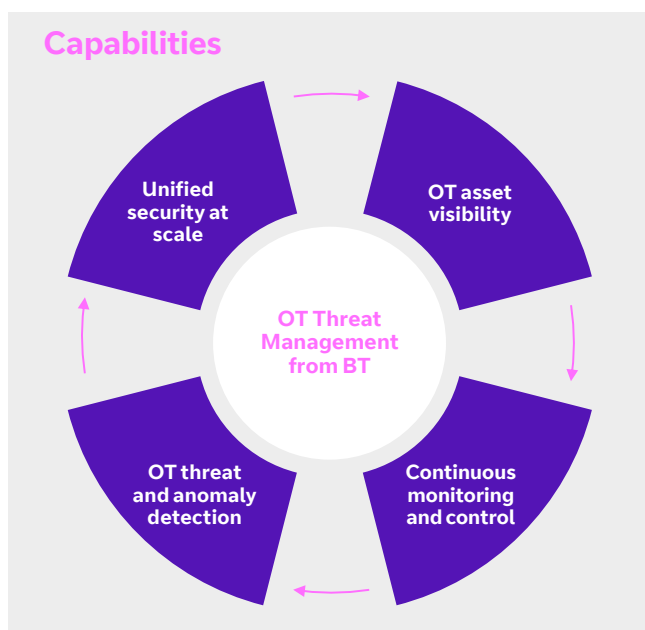 Capabilities
Unified
security at
scale
OT asset
visibility
OT Threat
Management
from BT
OT threat
and anomaly
detection
Continuous
monitoring
and control